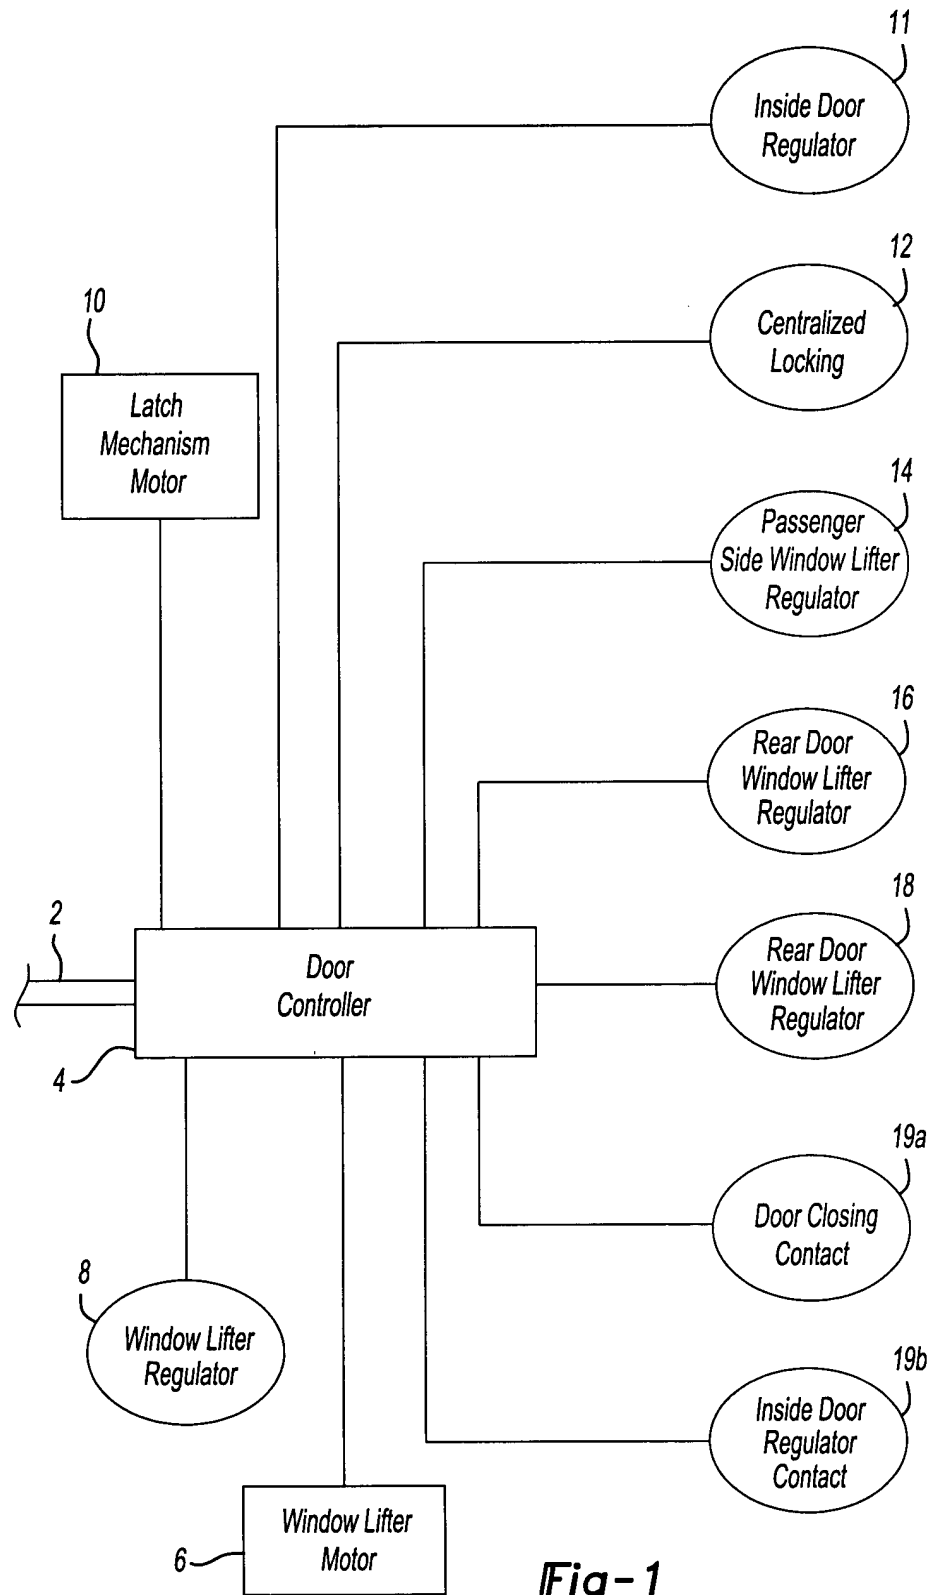 11
Inside Door
Regulator
12
Centralized
Locking
10
Latch
Mechanism
Motor
14
Passenger
Side Window Lifter
Regulator
16
Rear Door
Window Lifter
Regulator
2
Door
Controller
4
18
Rear Door
Window Lifter
Regulator
19a
Door Closing
Contact
8
Window Lifter
Regulator
19b
Inside Door
Regulator
Contact
Window Lifter
Motor
6
Fig-1